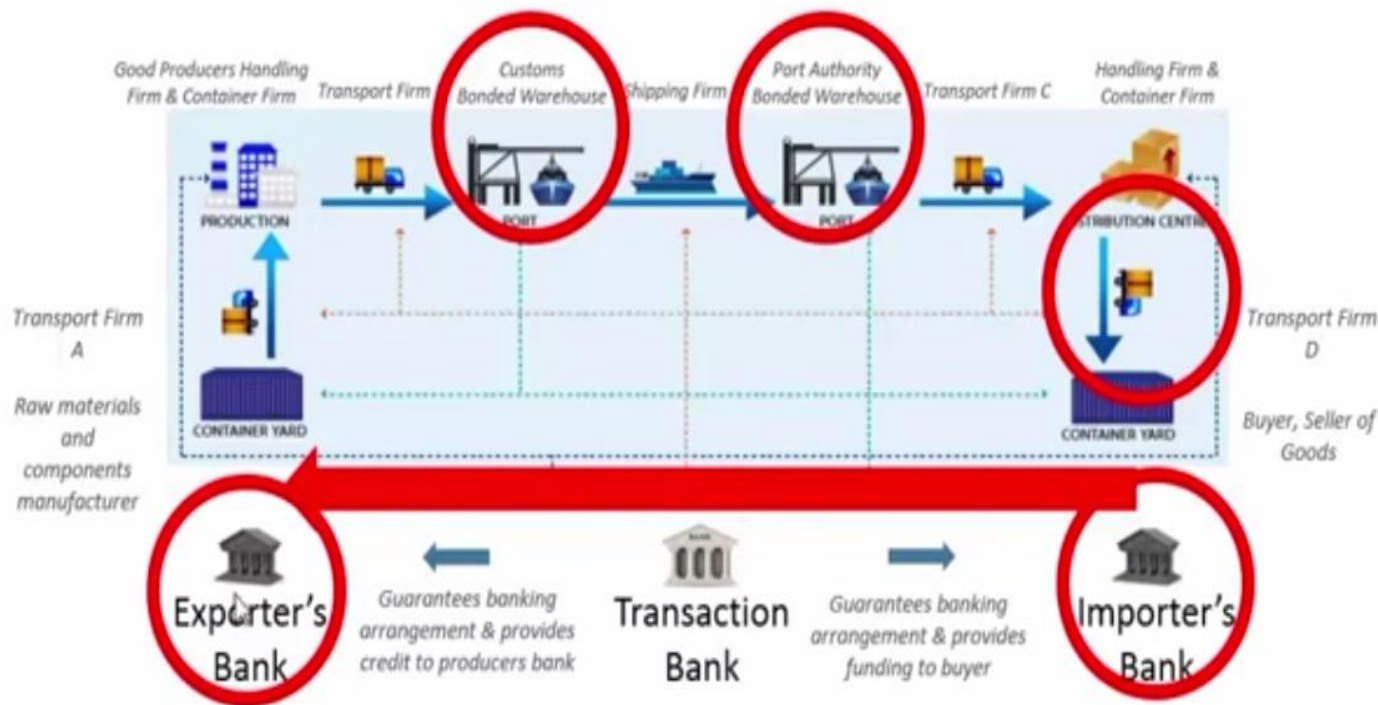 Good Producers Handling
Firm & Container Firm
Transport Firm
Customs
Bonded Warehouse
Shipping Firm
Port Authority
Bonded Warehouse
Transport Firm C
Handling Firm &
Container Firm
PRODUCTION
PORT
PORT
STRIBUTION CENTRE
Transport Firm
A
Transport Firm
D
Raw materials
and
components
manufacturer
CONTAINER YARD
CONTAINER YARD
Buyer, Seller of
Goods
BANK
Exporter's
Bank
Guarantees banking
arrangement & provides
credit to producers bank
Transaction
Bank
Guarantees banking
arrangement & provides
funding to buyer
Importer's
Bank